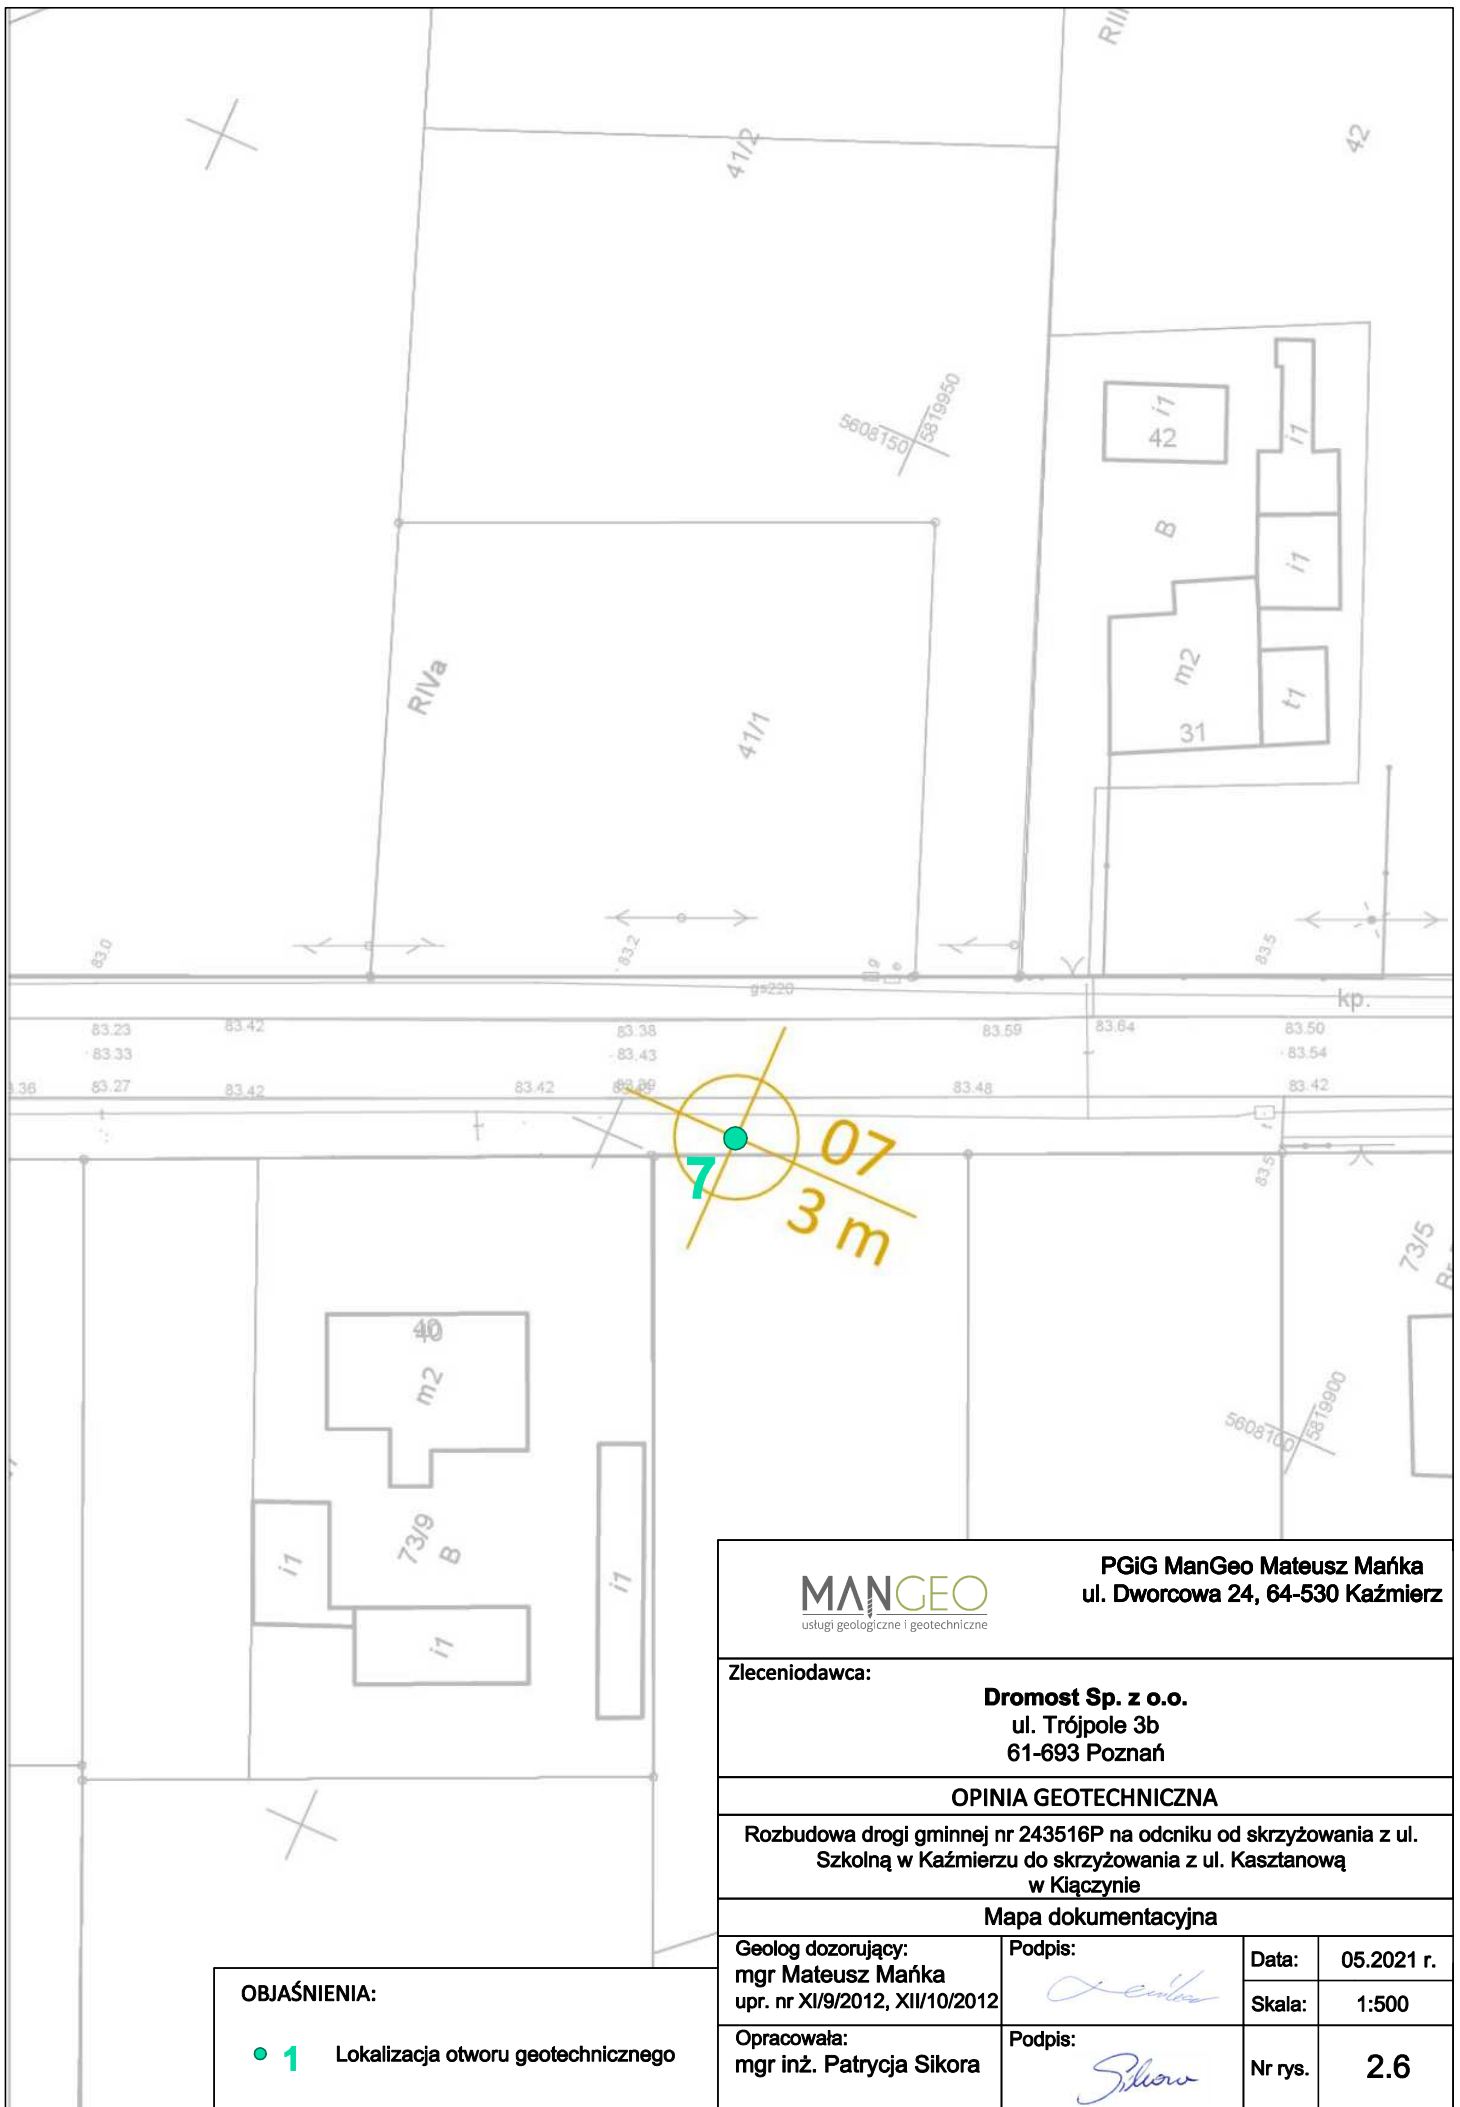 RIII
42
41/2
5608150
5819950
i1
42
i1
B
i1
RIVa
m2
t1
31
41/1
83.0
83.2
g
e
83.5
gs220
kp.
83.23
83.42
83.38
83.59
83.64
83.50
83.33
83.43
83.54
83.27
83.42
83.42
83.48
83.42
07
7
3 m
83.5
t
73/5
40
m2
5608100
5819900
73/9
B
i1
i1
i1
MANGEO
usługi geologiczne i geotechniczne
PGiG ManGeo Mateusz Mańka
ul. Dworcowa 24, 64-530 Kaźmierz
Zleceniodawca:
Dromost Sp. z o.o.
ul. Trójpole 3b
61-693 Poznań
OPINIA GEOTECHNICZNA
Rozbudowa drogi gminnej nr 243516P na odcniku od skrzyżowania z ul.
Szkolną w Kaźmierzu do skrzyżowania z ul. Kasztanową
w Kiączynie
Mapa dokumentacyjna
Geolog dozorujący:
mgr Mateusz Mańka
upr. nr XI/9/2012, XII/10/2012
Podpis:
Data:
05.2021 r.
Skala:
1:500
Opracowała:
mgr inż. Patrycja Sikora
Podpis:
Sikora
Nr rys.
2.6
OBJAŚNIENIA:
1 Lokalizacja otworu geotechnicznego